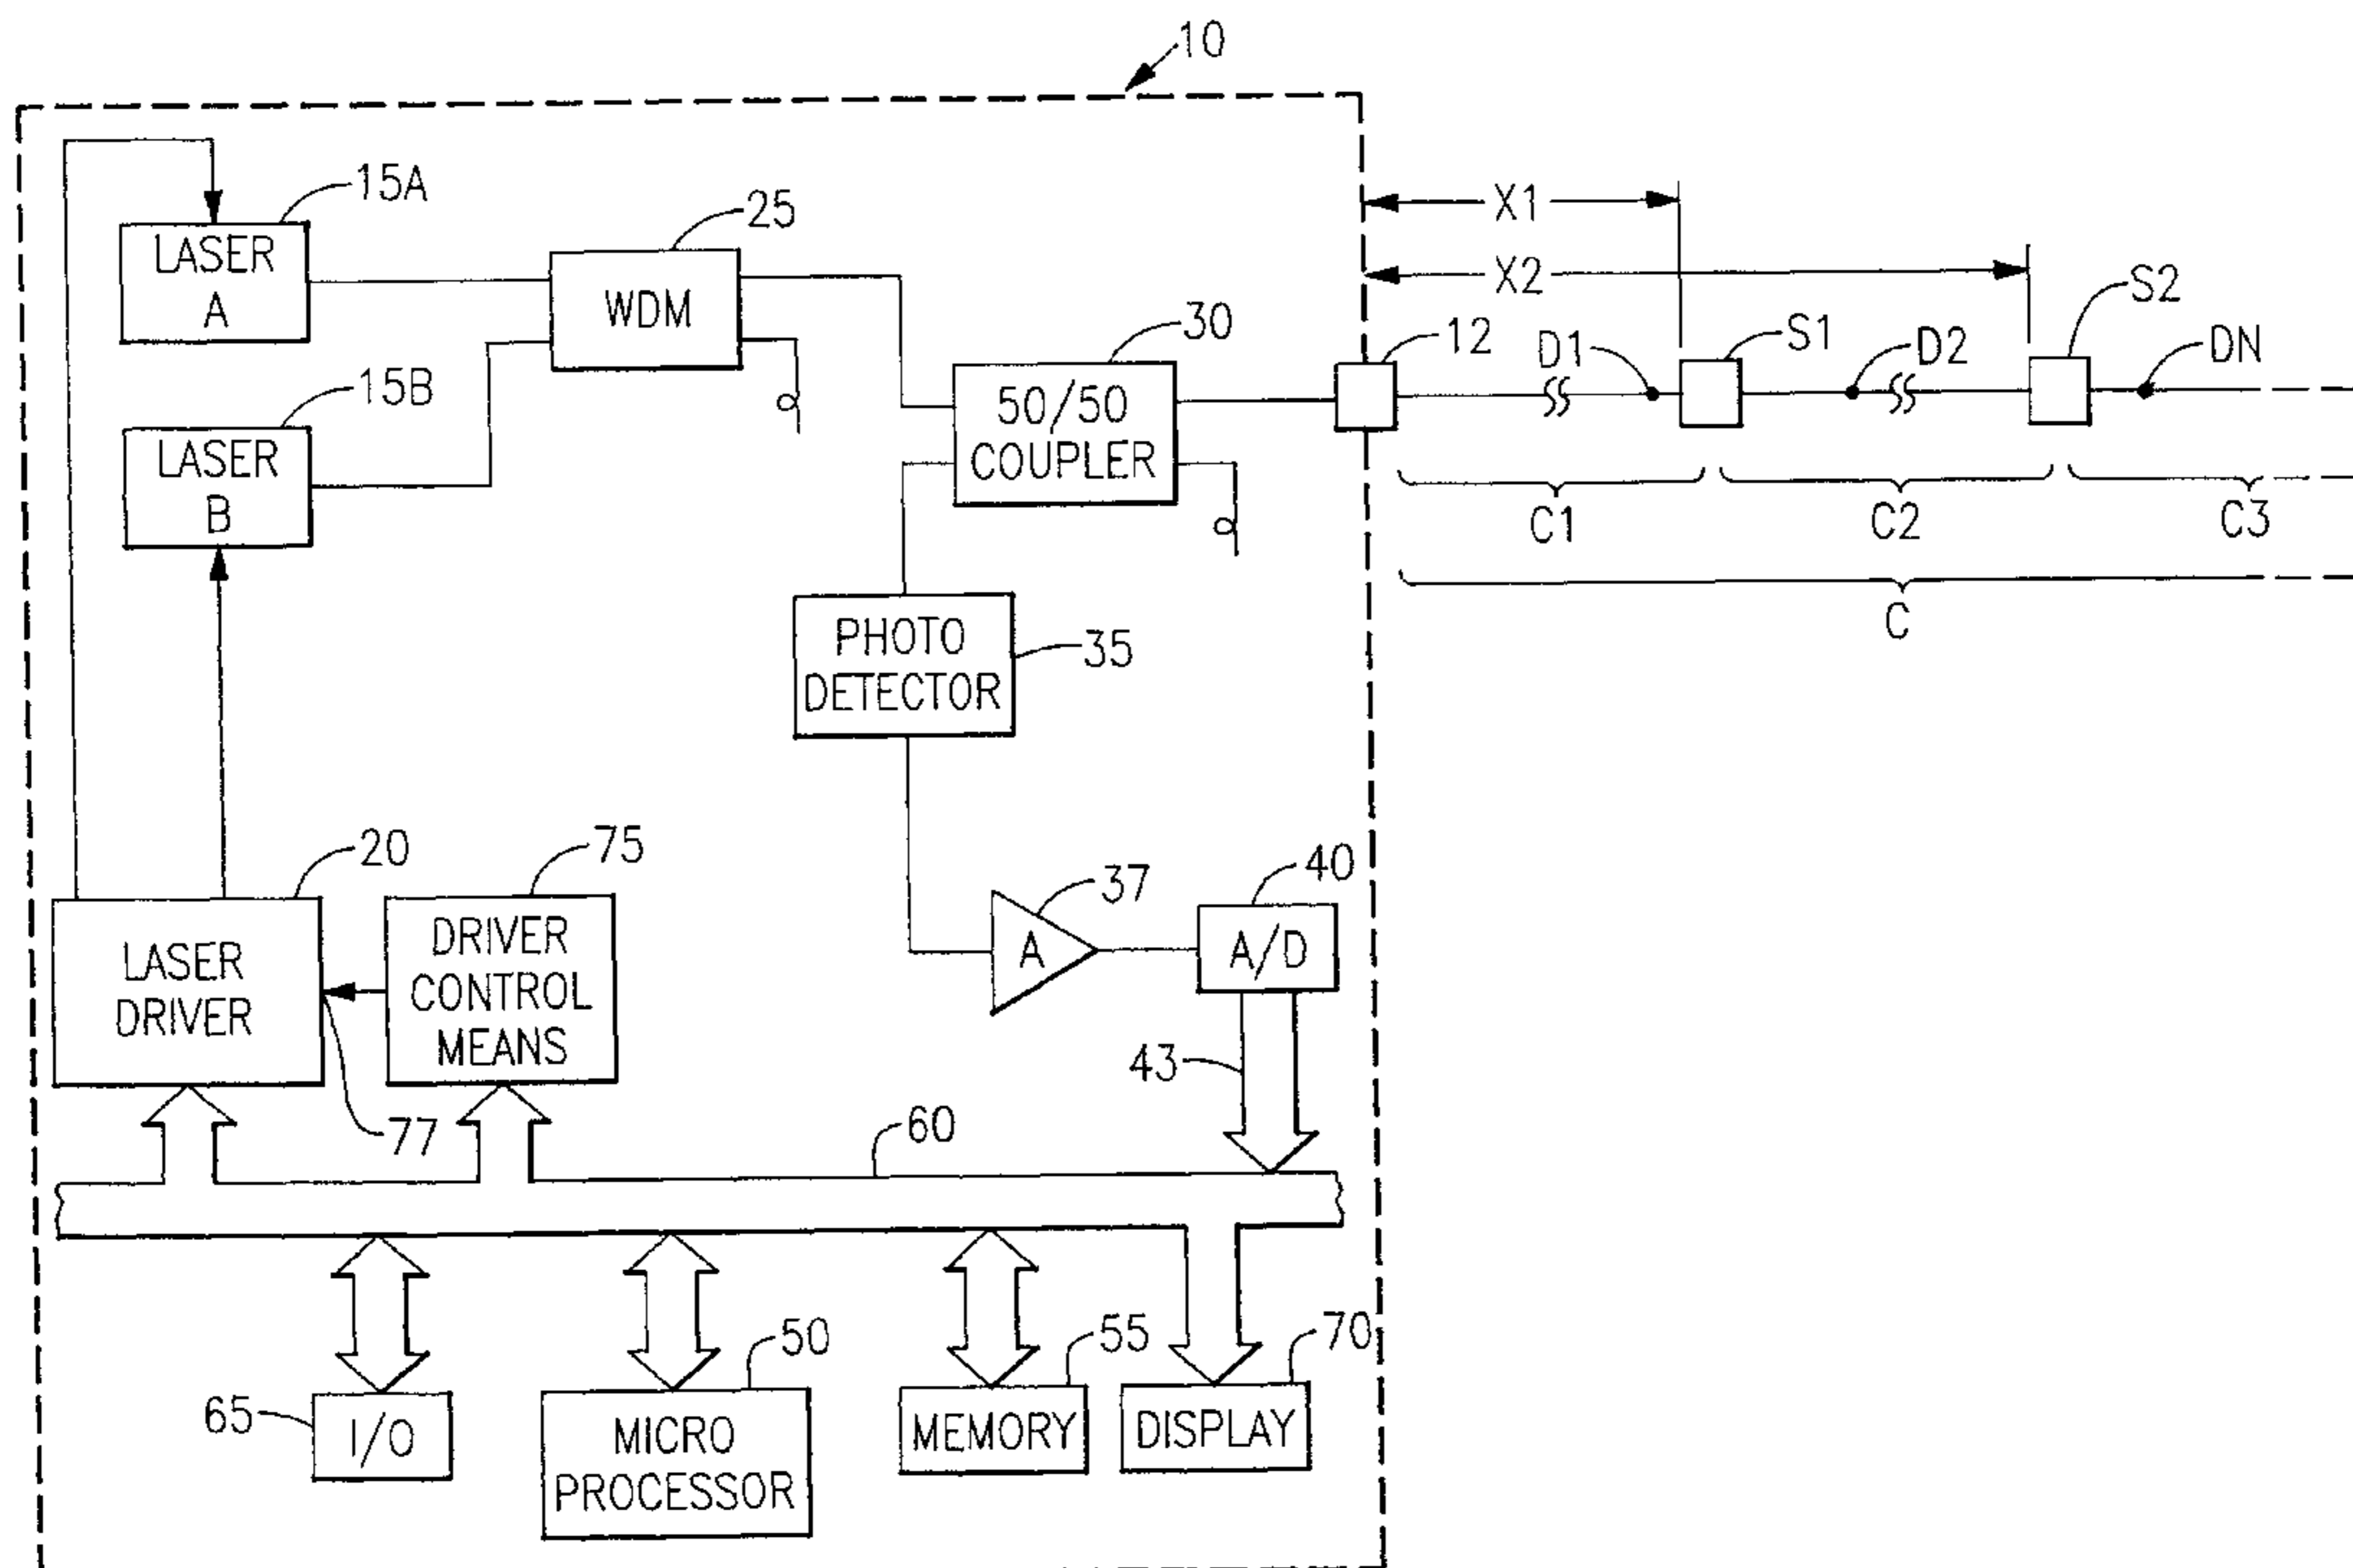 10
15A
LASER
A
25
WDM
X1
X2
S2
15B
LASER
B
30
50/50
COUPLER
12
D1
S1
D2
DN
C1
C2
C3
C
PHOTO
DETECTOR
35
20
LASER
DRIVER
75
DRIVER
CONTROL
MEANS
77
37
A
40
A/D
43
60
65
I/O
50
MICRO
PROCESSOR
55
MEMORY
70
DISPLAY